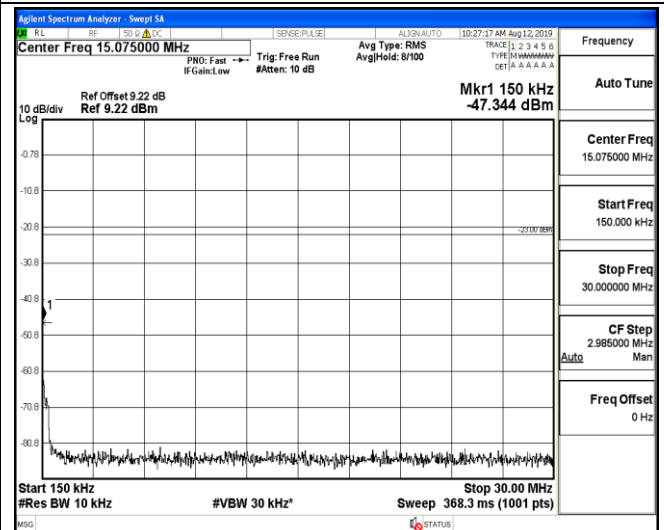 Agilent Spectrum Analyzer - Swept SA
RL RF 50 Ω DC SENSE:PULSE ALIGNAUTO 10:27:17 AM Aug 12, 2019
Center Freq 15.075000 MHz
PNO: Fast Trig: Free Run
IFGain:Low #Atten: 10 dB
Avg Type: RMS
Avg|Hold: 8/100
TRACE 1 2 3 4 5 6
TYPE
DET A A A A A A
Ref Offset 9.22 dB
10 dB/div Ref 9.22 dBm
Log
Mkr1 150 kHz
-47.344 dBm
-0.78
-10.8
-20.8
-23.00 dBm
-30.8
-40.8
1
-50.8
-60.8
-70.8
-80.8
Start 150 kHz Stop 30.00 MHz
#Res BW 10 kHz #VBW 30 kHz* Sweep 368.3 ms (1001 pts)
MSG STATUS
Frequency
Auto Tune
Center Freq
15.075000 MHz
Start Freq
150.000 kHz
Stop Freq
30.000000 MHz
CF Step
2.985000 MHz
Auto Man
Freq Offset
0 Hz